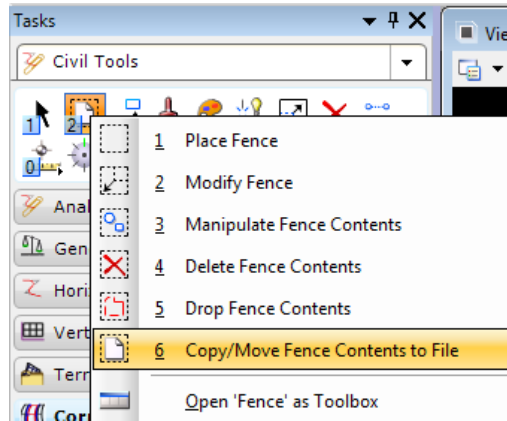 Tasks
Vie
Civil Tools
1 2
0
1 Place Fence
2 Modify Fence
3 Manipulate Fence Contents
4 Delete Fence Contents
5 Drop Fence Contents
6 Copy/Move Fence Contents to File
Open 'Fence' as Toolbox
Anal
Gen
Hori
Vert
Terr
Corr